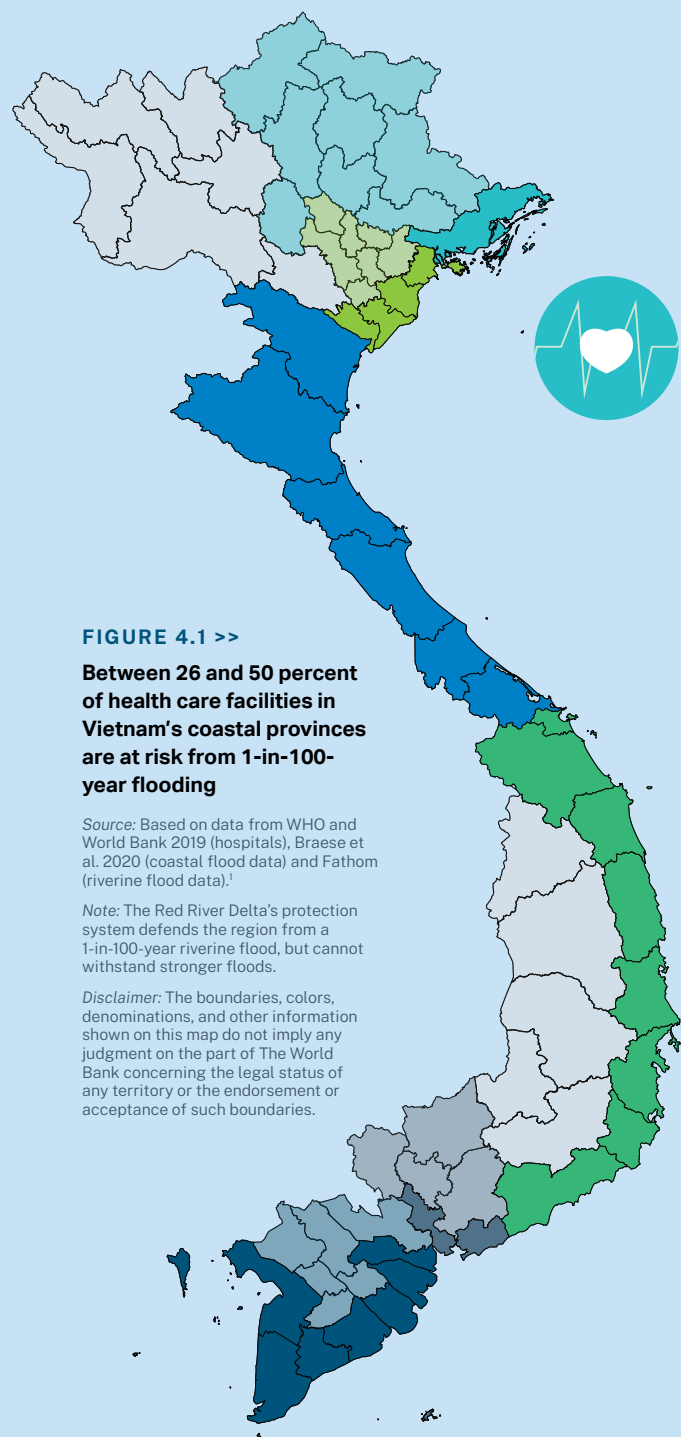 FIGURE 4.1 >>
Between 26 and 50 percent
of health care facilities in
Vietnam's coastal provinces
are at risk from 1-in-100-
year flooding
Source: Based on data from WHO and
World Bank 2019 (hospitals), Braese et
al. 2020 (coastal flood data) and Fathom
(riverine flood data).¹
Note: The Red River Delta's protection
system defends the region from a
1-in-100-year riverine flood, but cannot
withstand stronger floods.
Disclaimer: The boundaries, colors,
denominations, and other information
shown on this map do not imply any
judgment on the part of The World
Bank concerning the legal status of
any territory or the endorsement or
acceptance of such boundaries.